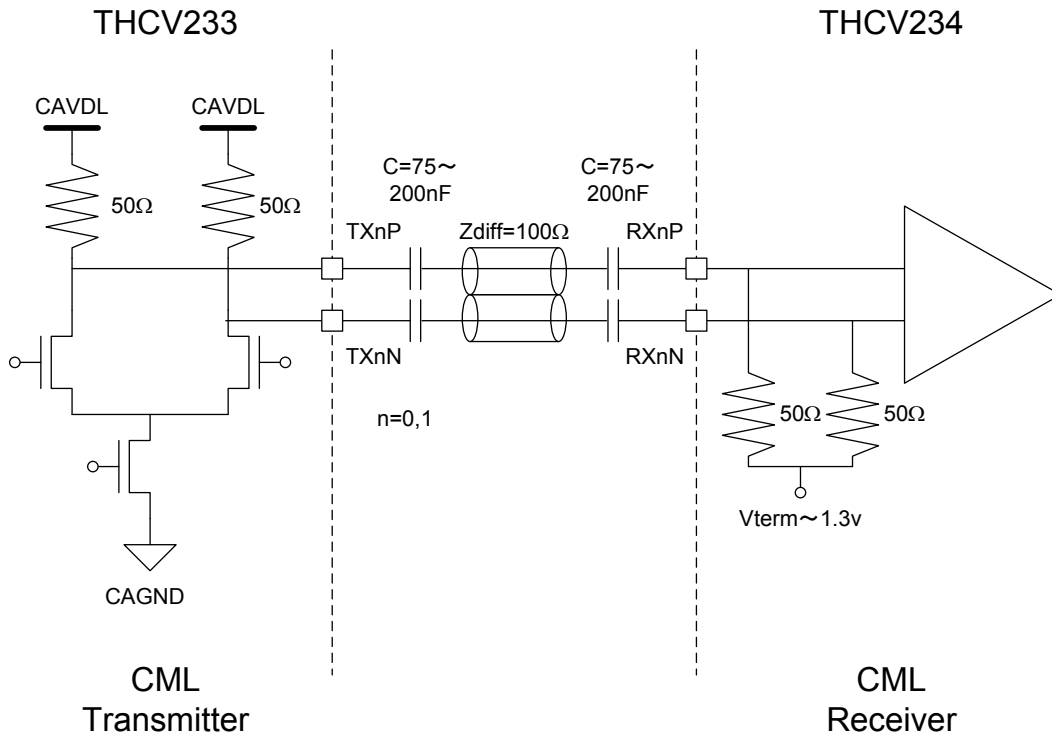 THCV233
THCV234
CAVDL
CAVDL
C=75～
200nF
C=75～
200nF
50Ω
50Ω
TXnP
Zdiff=100Ω
RXnP
TXnN
RXnN
n=0,1
50Ω
50Ω
Vterm～1.3v
CAGND
CML
Transmitter
CML
Receiver